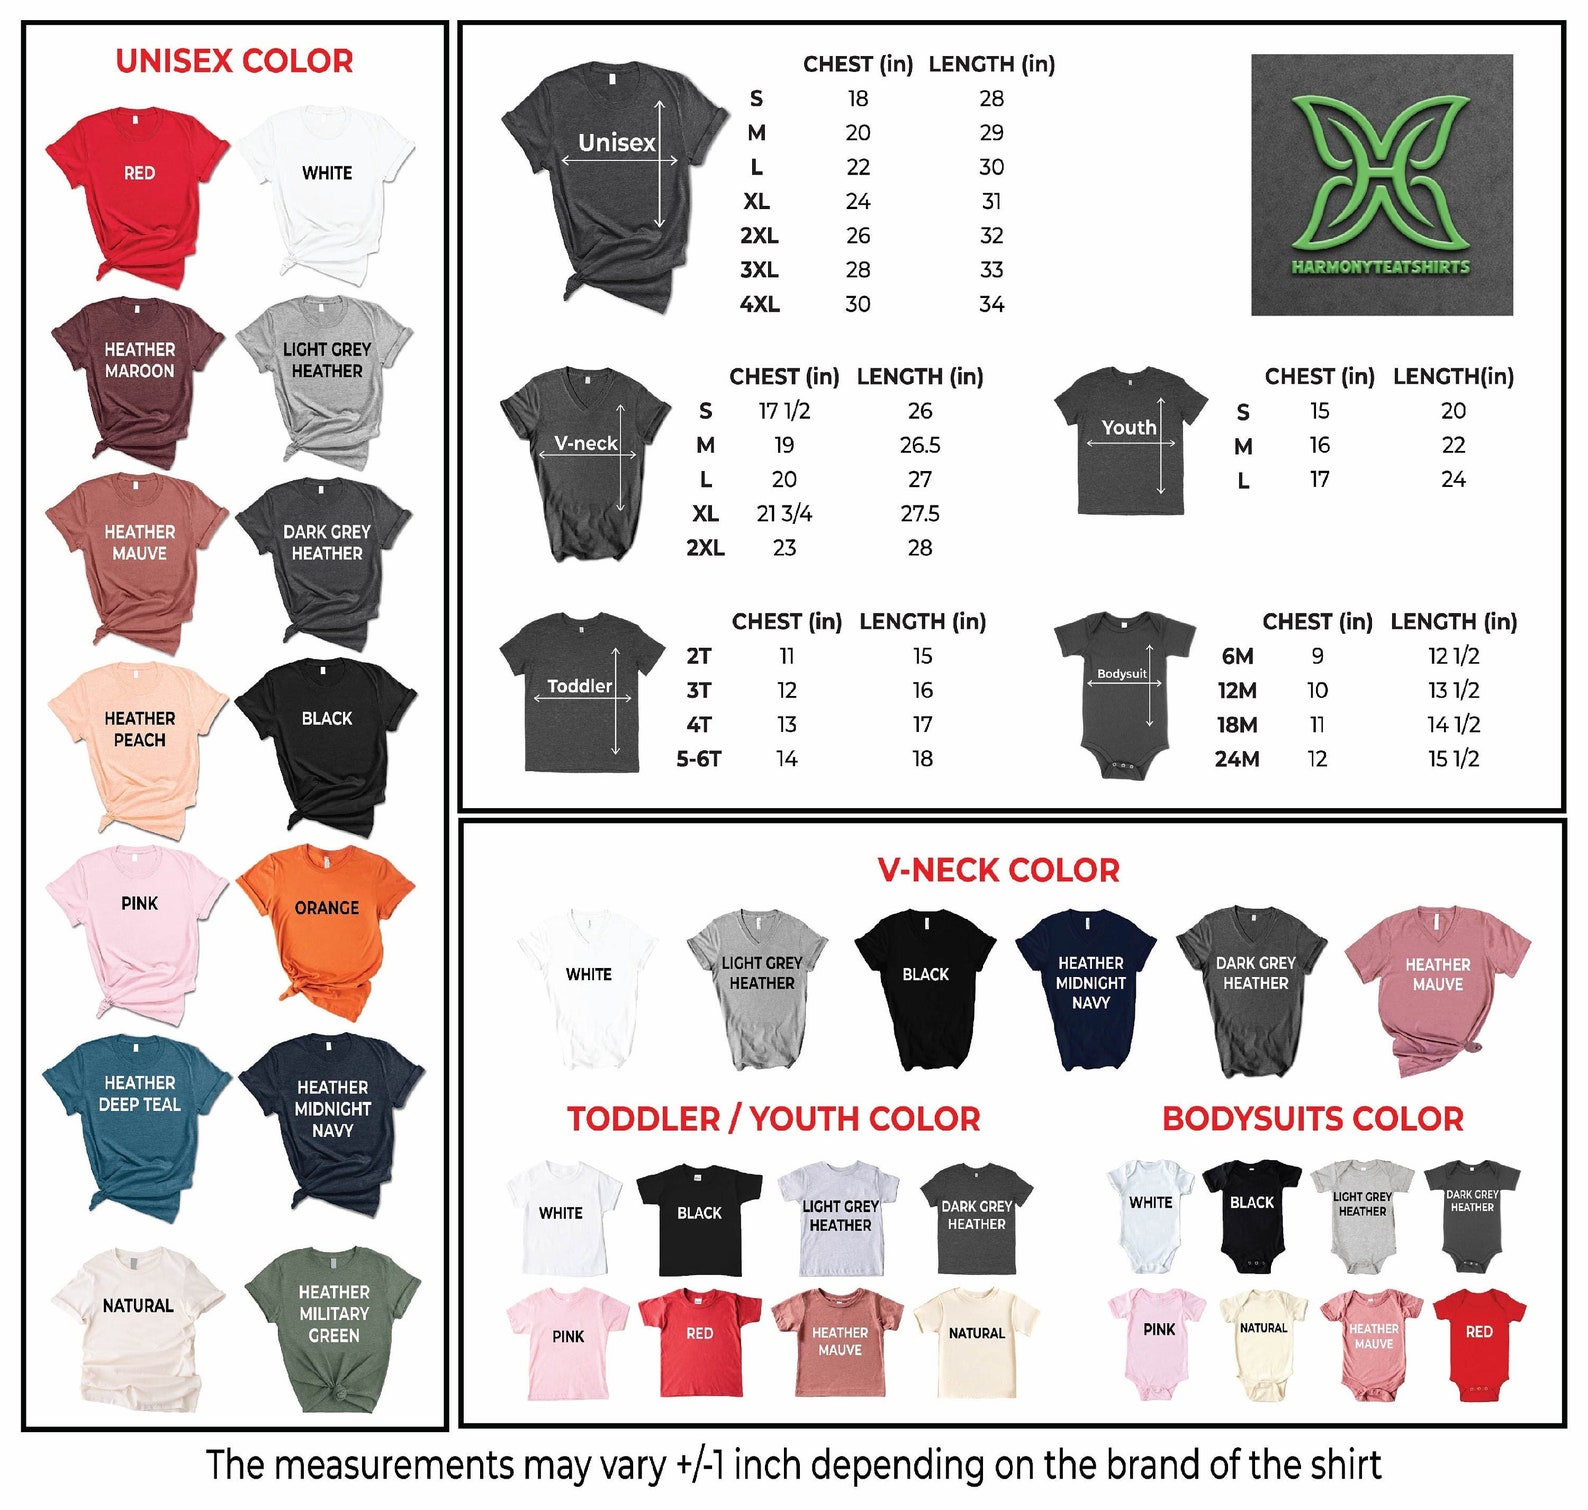 UNISEX COLOR
RED
WHITE
HEATHER
MAROON
LIGHT GREY
HEATHER
HEATHER
MAUVE
DARK GREY
HEATHER
HEATHER
PEACH
BLACK
PINK
ORANGE
HEATHER
DEEP TEAL
HEATHER
MIDNIGHT
NAVY
NATURAL
HEATHER
MILITARY
GREEN
Unisex
CHEST (in) LENGTH (in)
S 18 28
M 20 29
L 22 30
XL 24 31
2XL 26 32
3XL 28 33
4XL 30 34
HARMONYTEATSHIRTS
V-neck
CHEST (in) LENGTH (in)
S 17 1/2 26
M 19 26.5
L 20 27
XL 21 3/4 27.5
2XL 23 28
Youth
CHEST (in) LENGTH(in)
S 15 20
M 16 22
L 17 24
Toddler
CHEST (in) LENGTH (in)
2T 11 15
3T 12 16
4T 13 17
5-6T 14 18
Bodysuit
CHEST (in) LENGTH (in)
6M 9 12 1/2
12M 10 13 1/2
18M 11 14 1/2
24M 12 15 1/2
V-NECK COLOR
WHITE
LIGHT GREY
HEATHER
BLACK
HEATHER
MIDNIGHT
NAVY
DARK GREY
HEATHER
HEATHER
MAUVE
TODDLER / YOUTH COLOR
WHITE
BLACK
LIGHT GREY
HEATHER
DARK GREY
HEATHER
PINK
RED
HEATHER
MAUVE
NATURAL
BODYSUITS COLOR
WHITE
BLACK
LIGHT GREY
HEATHER
DARK GREY
HEATHER
PINK
NATURAL
HEATHER
MAUVE
RED
The measurements may vary +/-1 inch depending on the brand of the shirt